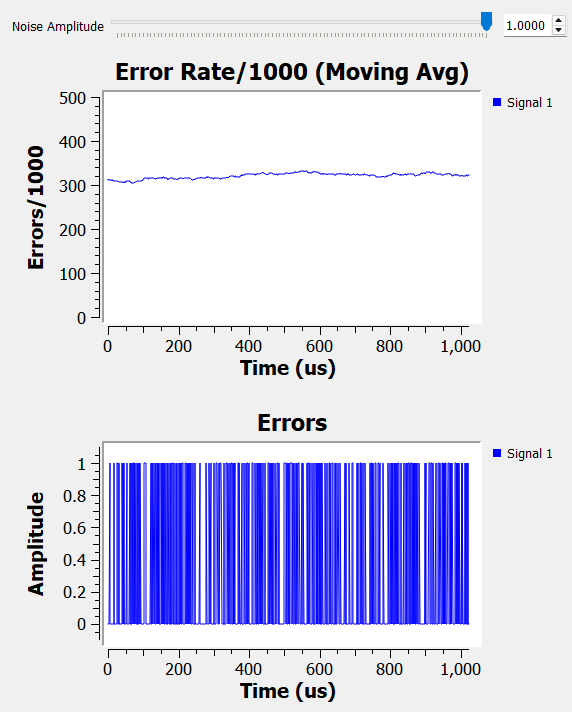 Noise Amplitude 1.0000
Error Rate/1000 (Moving Avg)
Signal 1
Errors/1000
500
400
300
200
100
0
0 200 400 600 800 1,000
Time (us)
Errors
Signal 1
Amplitude
1
0.8
0.6
0.4
0.2
0
0 200 400 600 800 1,000
Time (us)